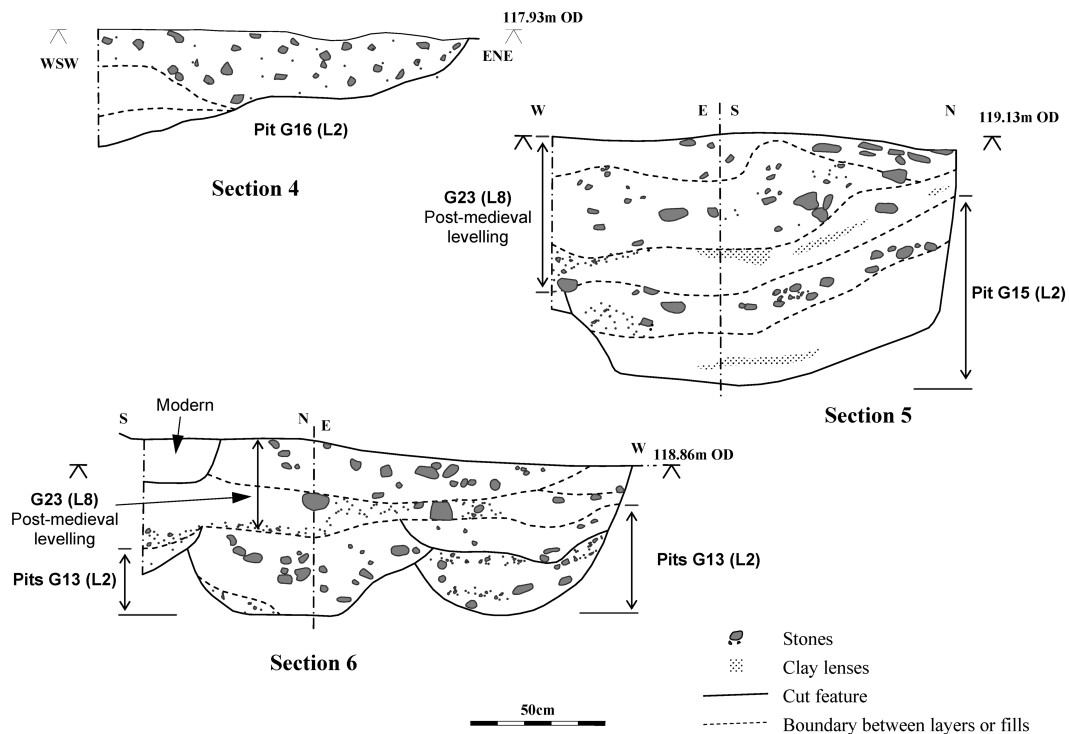 117.93m OD
WSW
ENE
Pit G16 (L2)
Section 4
W
E
S
N
119.13m OD
G23 (L8)
Post-medieval
levelling
Pit G15 (L2)
Section 5
Modern
S
N
E
W
118.86m OD
G23 (L8)
Post-medieval
levelling
Pits G13 (L2)
Pits G13 (L2)
Section 6
Stones
Clay lenses
Cut feature
Boundary between layers or fills
50cm